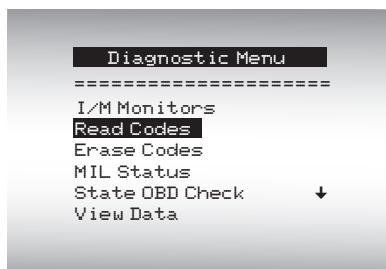 Diagnostic Menu
=====================
I/M Monitors
Read Codes
Erase Codes
MIL Status
State OBD Check ↓
View Data